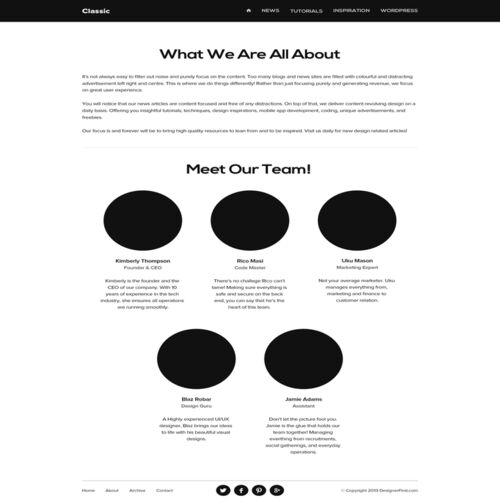 Classic
NEWS TUTORIALS INSPIRATION WORDPRESS
What We Are All About
It's not always easy to filter out noise and purely focus on the content. Too many blogs and news sites are filled with colourful and distracting
advertisement left right and centre. This is where we do things differently! Rather than just focusing purely and generating revenue, we focus
on great user experience.
You will notice that our news articles are content focused and free of any distractions. On top of that, we deliver content revolving design on a
daily basis. Offering you insightful tutorials, techniques, design inspirations, mobile app development, coding, unique advertisements, and
freebies.
Our focus is and forever will be to bring high quality resources to loan from and to be inspired. Visit us daily for new design related articles!
Meet Our Team!
Kimberly Thompson
Founder & CEO
Kimberly is the founder and the
CEO of our company. With 10
years of experience in the tech
industry, she ensures all operations
are running smoothly.
Rico Masi
Code Master
There's no challage Rico can't
tame! Making sure everything is
safe and secure on the back
end, you can say that he's the
heart of this team.
Uku Mason
Marketing Expert
Not your average marketer. Uku
manages everything from,
marketing and finance to
customer relation.
Blaz Robar
Design Guru
A Highly experienced UI/UX
designer, Blaz brings our ideas
to life with his beautiful visual
designs.
Jamie Adams
Assistant
Don't let the picture fool you.
Jamie is the glue that holds our
team together! Managing
everthing from recruitments,
social gatherings, and everyday
operations.
Home About Archive Contact
© Copyright 2013 DesignerFirst.com